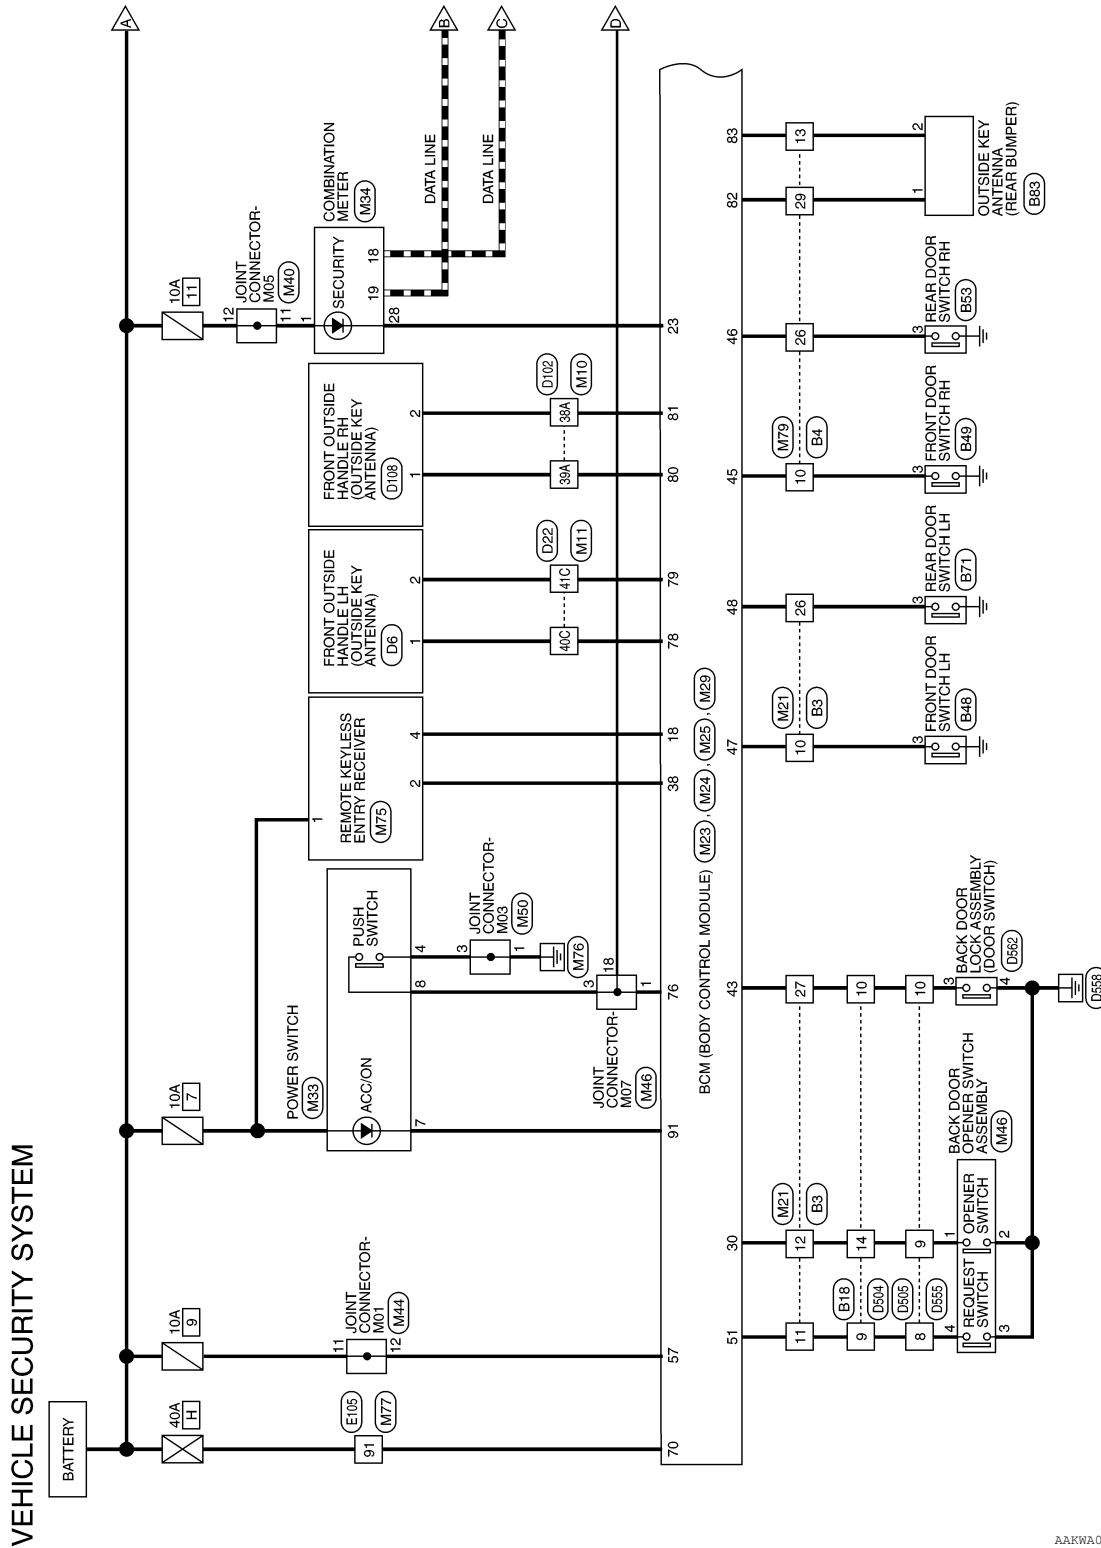 VEHICLE SECURITY SYSTEM
BATTERY
40A
H
10A
9
10A
7
10A
11
A
B
C
D
E105
M77
91
JOINT
CONNECTOR-
M01
M44
11
12
POWER SWITCH
M33
ACC/ON
PUSH
SWITCH
7
8
4
JOINT
CONNECTOR-
M03
M50
3
1
M76
JOINT
CONNECTOR-
M07
M46
3
18
1
REMOTE KEYLESS
ENTRY RECEIVER
M75
1
2
4
FRONT OUTSIDE
HANDLE LH
(OUTSIDE KEY
ANTENNA)
D6
1
2
D22
M11
40C
41C
FRONT OUTSIDE
HANDLE RH
(OUTSIDE KEY
ANTENNA)
D108
1
2
D102
M10
39A
38A
JOINT
CONNECTOR-
M05
M40
12
11
COMBINATION
METER
M34
SECURITY
1
28
19
18
DATA LINE
DATA LINE
70
57
91
76
38
18
78
79
80
81
23
BCM (BODY CONTROL MODULE)
M23 , M24 , M25 , M29
51
30
43
47
48
45
46
82
83
M21
B3
11
12
27
B18
D504
9
14
10
D505
D555
8
9
10
BACK DOOR
OPENER SWITCH
ASSEMBLY
M46
REQUEST
SWITCH
OPENER
SWITCH
4
3
1
2
BACK DOOR
LOCK ASSEMBLY
(DOOR SWITCH)
D562
3
4
D558
M21
B3
10
26
FRONT DOOR
SWITCH LH
B48
3
REAR DOOR
SWITCH LH
B71
3
M79
B4
10
26
29
13
FRONT DOOR
SWITCH RH
B49
3
REAR DOOR
SWITCH RH
B53
3
OUTSIDE KEY
ANTENNA
(REAR BUMPER)
B83
1
2
AAKWA0